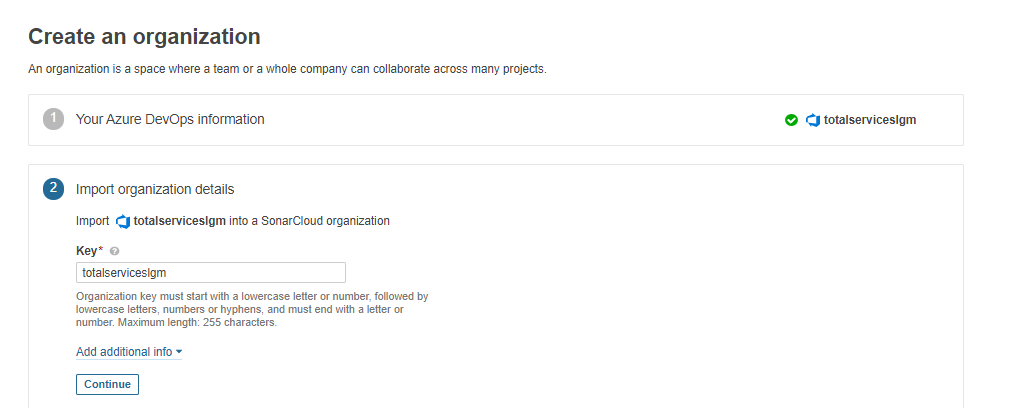 Create an organization
An organization is a space where a team or a whole company can collaborate across many projects.
1 Your Azure DevOps information totalserviceslgm
2 Import organization details
Import totalserviceslgm into a SonarCloud organization
Key* ?
totalserviceslgm
Organization key must start with a lowercase letter or number, followed by
lowercase letters, numbers or hyphens, and must end with a letter or
number. Maximum length: 255 characters.
Add additional info
Continue